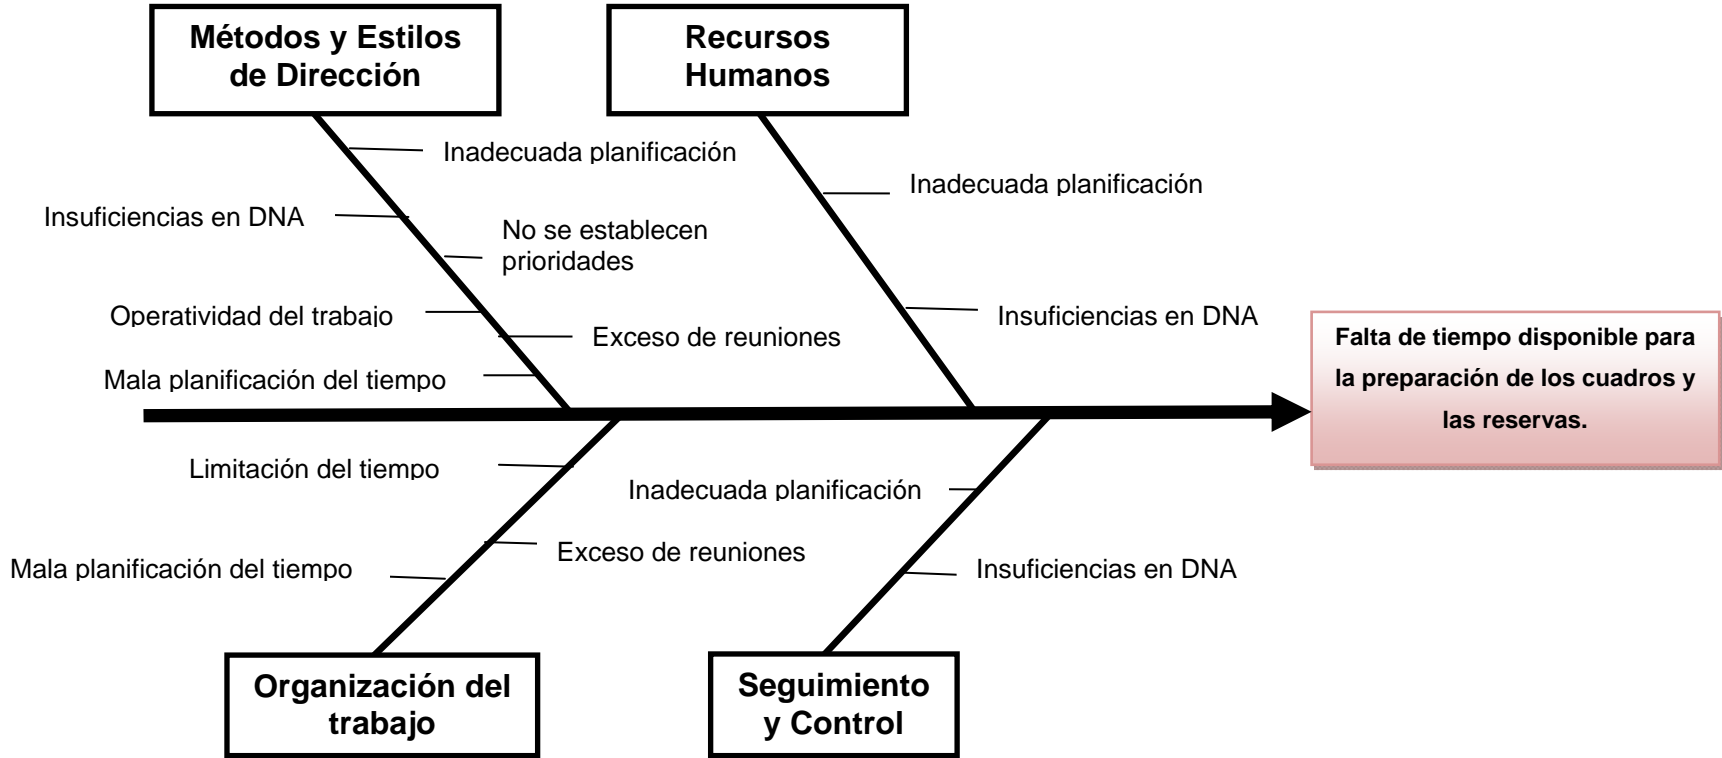 Métodos y Estilos
de Dirección
Recursos
Humanos
Inadecuada planificación
Insuficiencias en DNA
No se establecen
prioridades
Operatividad del trabajo
Exceso de reuniones
Mala planificación del tiempo
Inadecuada planificación
Insuficiencias en DNA
Falta de tiempo disponible para
la preparación de los cuadros y
las reservas.
Limitación del tiempo
Exceso de reuniones
Mala planificación del tiempo
Inadecuada planificación
Insuficiencias en DNA
Organización del
trabajo
Seguimiento
y Control